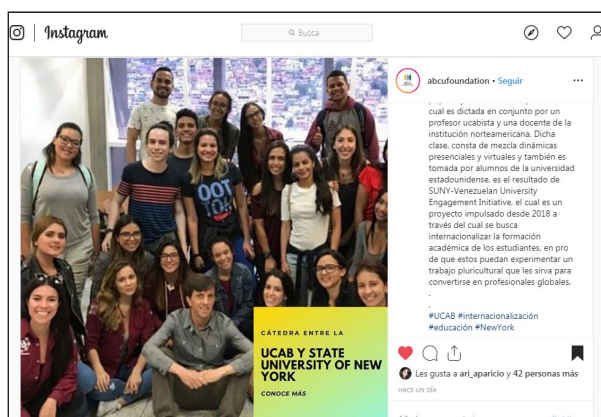 Instagram
Busca
abcufoundation • Seguir
cual es dictada en conjunto por un
profesor ucabista y una docente de la
institución norteamericana. Dicha
clase, consta de mezcla dinámicas
presenciales y virtuales y también es
tomada por alumnos de la universidad
estadounidense, es el resultado de
SUNY-Venezuelan University
Engagement Initiative, el cual es un
proyecto impulsado desde 2018 a
través del cual se busca
internacionalizar la formación
académica de los estudiantes, en pro
de que estos puedan experimentar un
trabajo pluricultural que les sirva para
convertirse en profesionales globales.
.
.
#UCAB #internacionalización
#educación #NewYork
Les gusta a ari_aparicio y 42 personas más
HACE UN DÍA
OOT
YOR
CÁTEDRA ENTRE LA
UCAB Y STATE
UNIVERSITY OF NEW
YORK
CONOCE MÁS